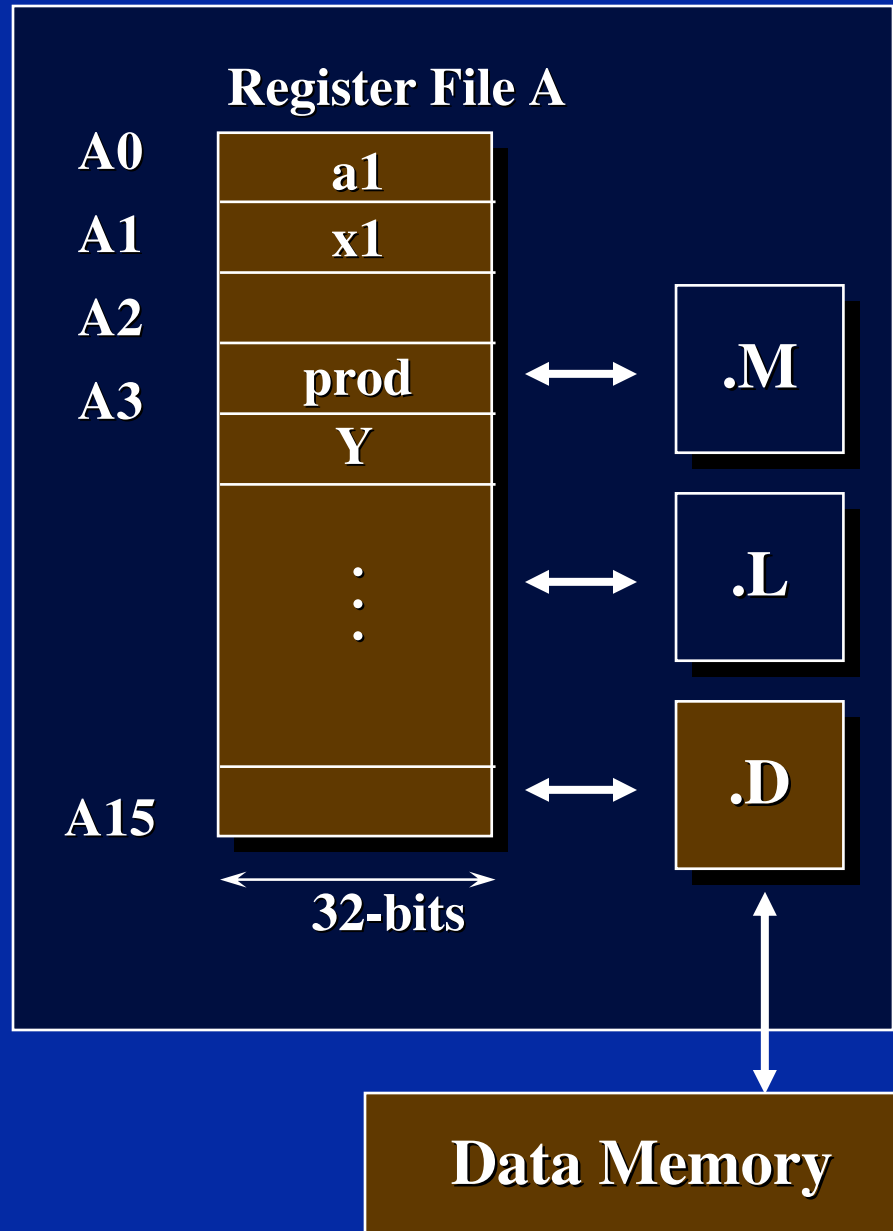 Register File A
A0
a1
A1
x1
A2
A3
prod
Y
.
.
.
A15
32-bits
.M
.L
.D
Data Memory